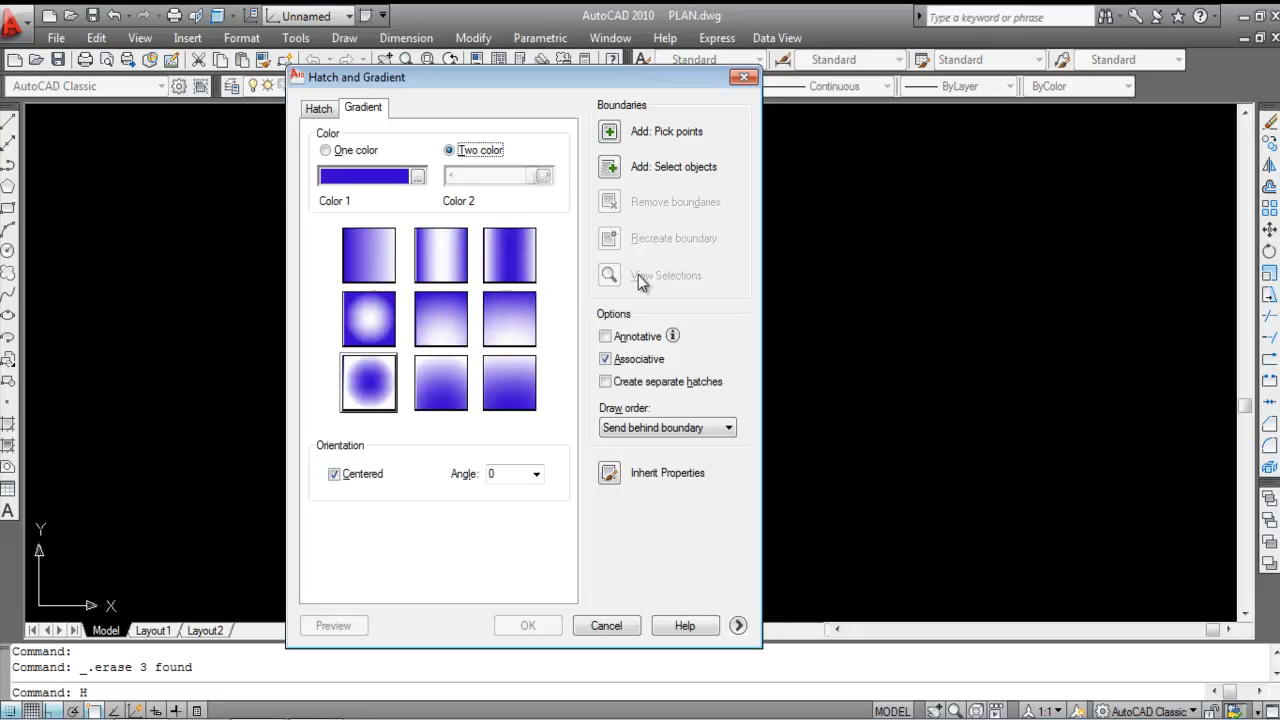 Unnamed
AutoCAD 2010 PLAN.dwg
Type a keyword or phrase
File Edit View Insert Format Tools Draw Dimension Modify Parametric Window Help Express Data View
Standard Standard Standard Standard
AutoCAD Classic
Continuous ByLayer ByColor
Hatch and Gradient
Hatch Gradient
Color
One color Two color
Color 1 Color 2
Orientation
Centered Angle: 0
Boundaries
Add: Pick points
Add: Select objects
Remove boundaries
Recreate boundary
View Selections
Options
Annotative
Associative
Create separate hatches
Draw order:
Send behind boundary
Inherit Properties
Preview OK Cancel Help
Y
X
Model Layout1 Layout2
Command:
Command: _.erase 3 found
Command: H
MODEL 1:1 AutoCAD Classic